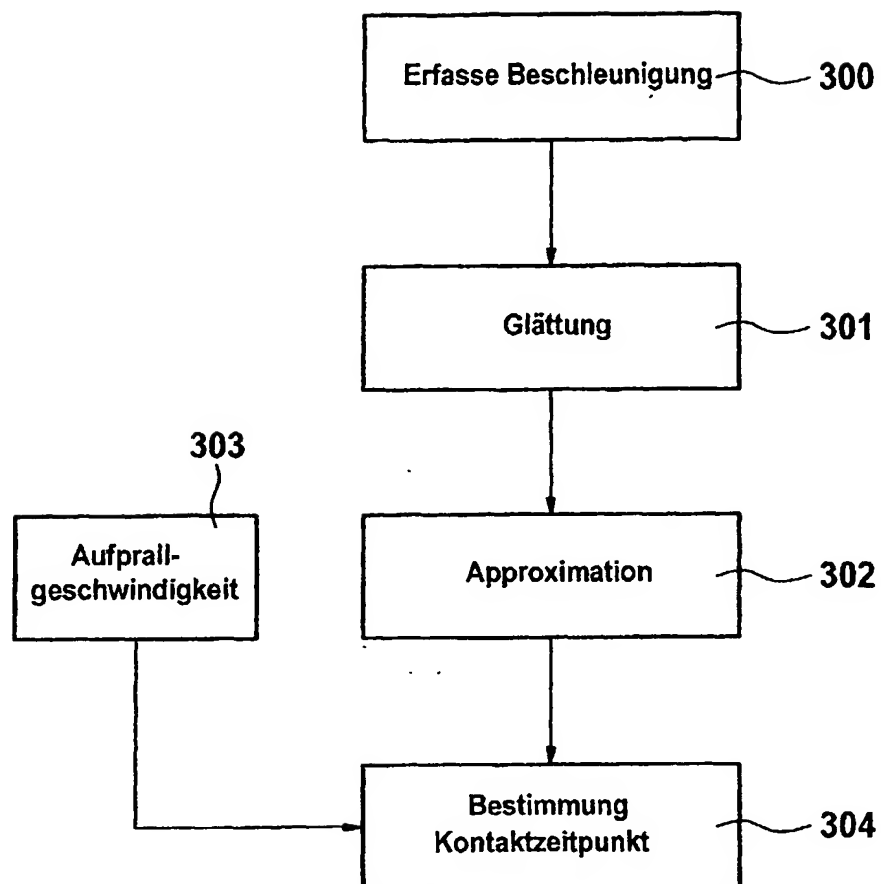 Erfasse Beschleunigung
300
Glättung
301
303
Aufprall-
geschwindigkeit
Approximation
302
Bestimmung
Kontaktzeitpunkt
304